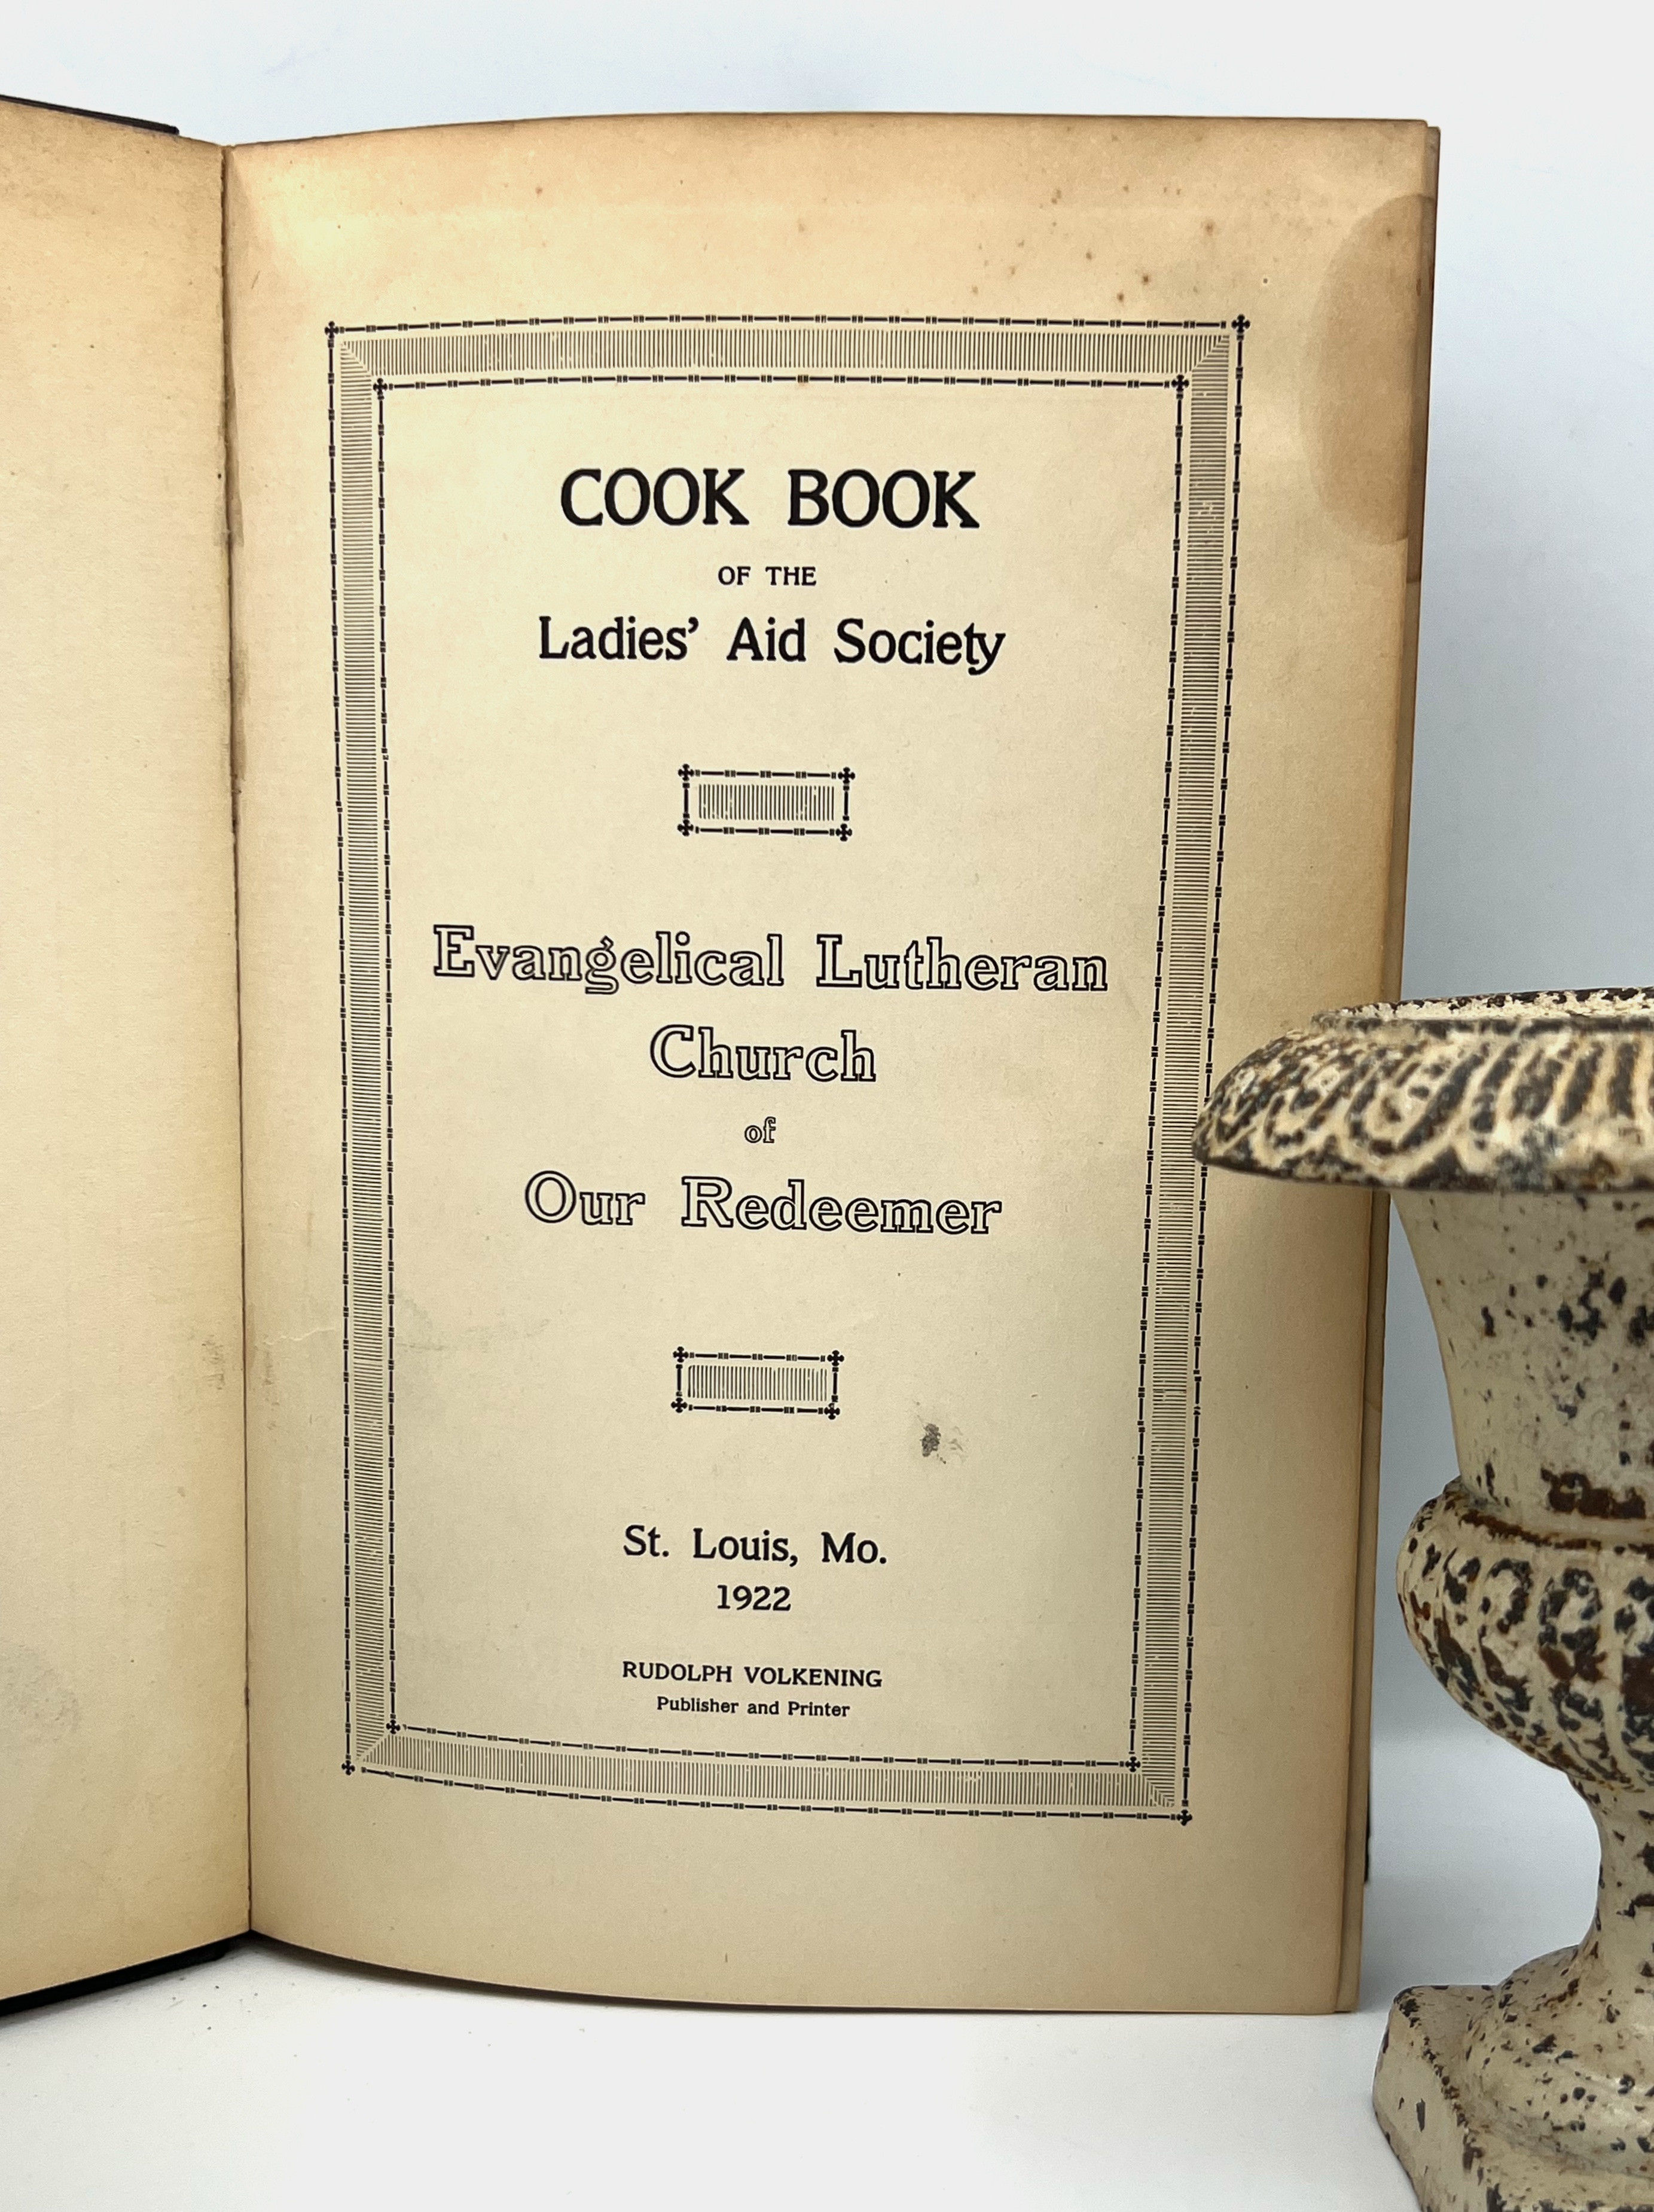 COOK BOOK
OF THE
Ladies’ Aid Society
Evangelical Lutheran
Church
of
Our Redeemer
St. Louis, Mo.
1922
RUDOLPH VOLKENING
Publisher and Printer